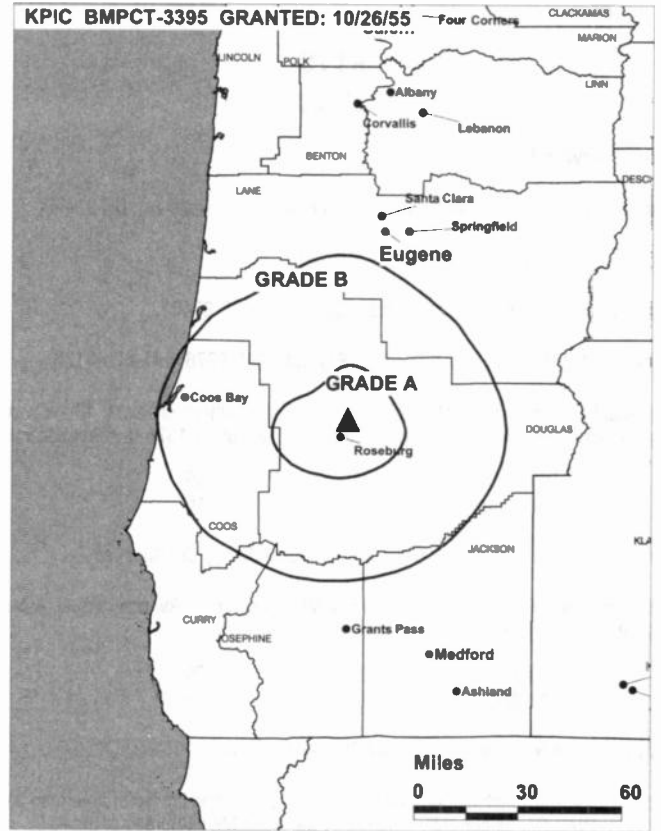 KPIC BMPCT-3395 GRANTED: 10/26/55
Four Corners
CLACKAMAS
MARION
LINCOLN
POLK
LINN
Albany
Corvallis
Lebanon
BENTON
LANE
Santa Clara
Springfield
Eugene
GRADE B
GRADE A
Coos Bay
DOUGLAS
Roseburg
COOS
JACKSON
CURRY
JOSEPHINE
Grants Pass
Medford
Ashland
Miles
0 30 60